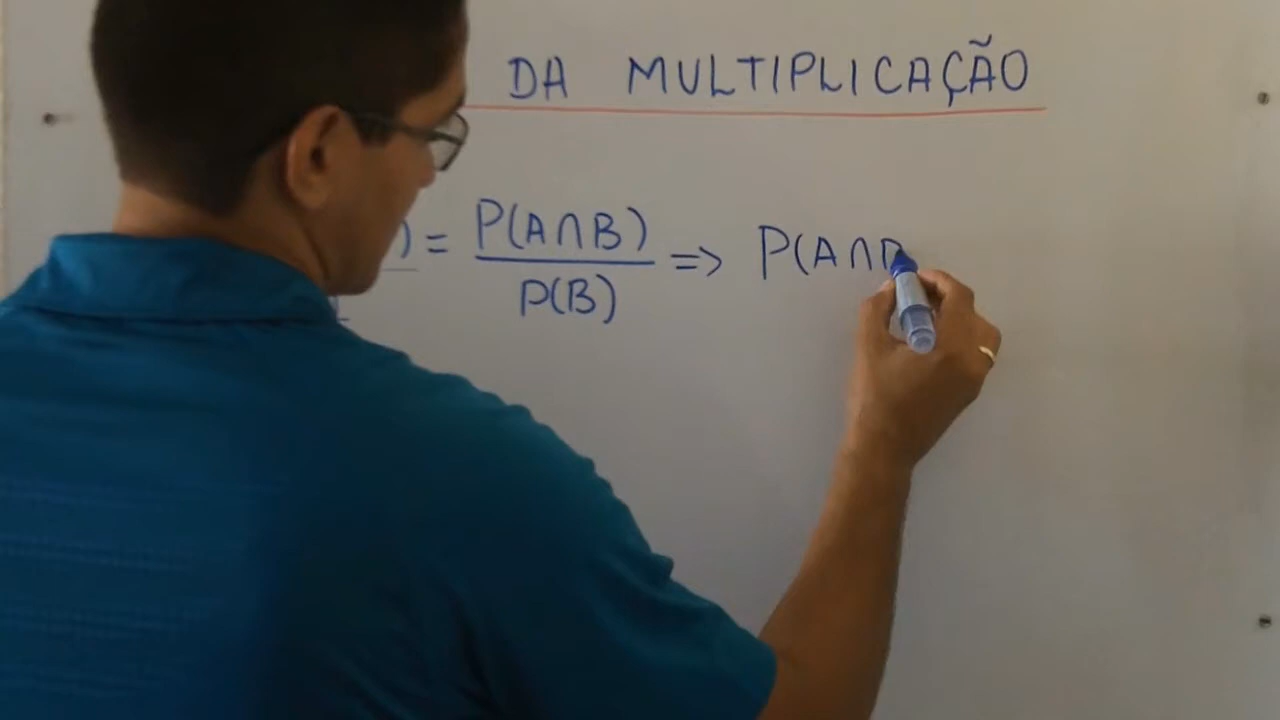 DA MULTIPLICAÇÃO
) = P(A∩B) / P(B) => P(A∩B